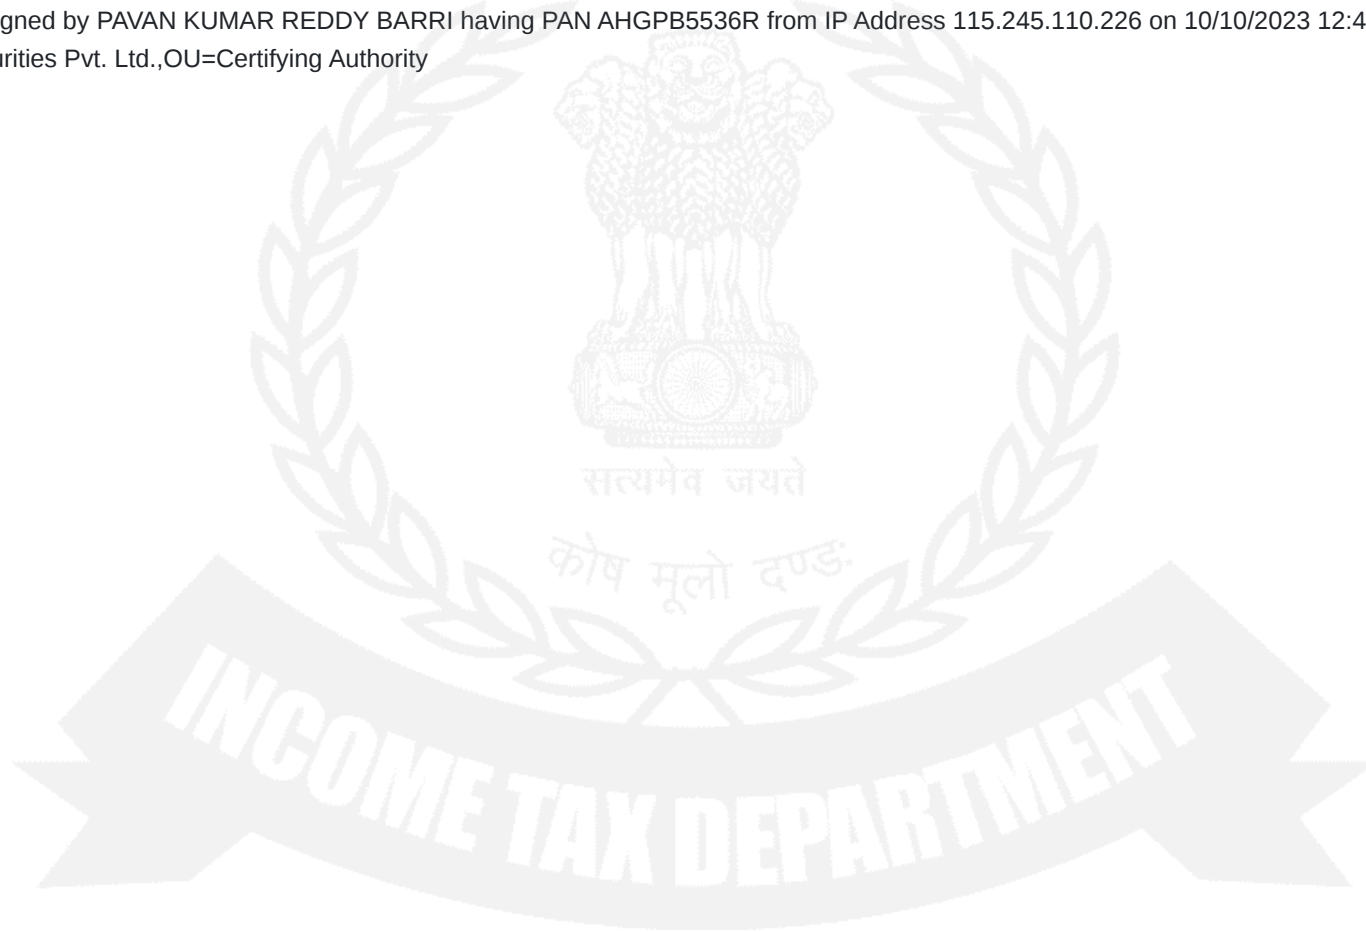 gned by PAVAN KUMAR REDDY BARRI having PAN AHGPB5536R from IP Address 115.245.110.226 on 10/10/2023 12:4
urities Pvt. Ltd.,OU=Certifying Authority
सत्यमेव जयते
कोष मूलो दण्डः
INCOME TAX DEPARTMENT